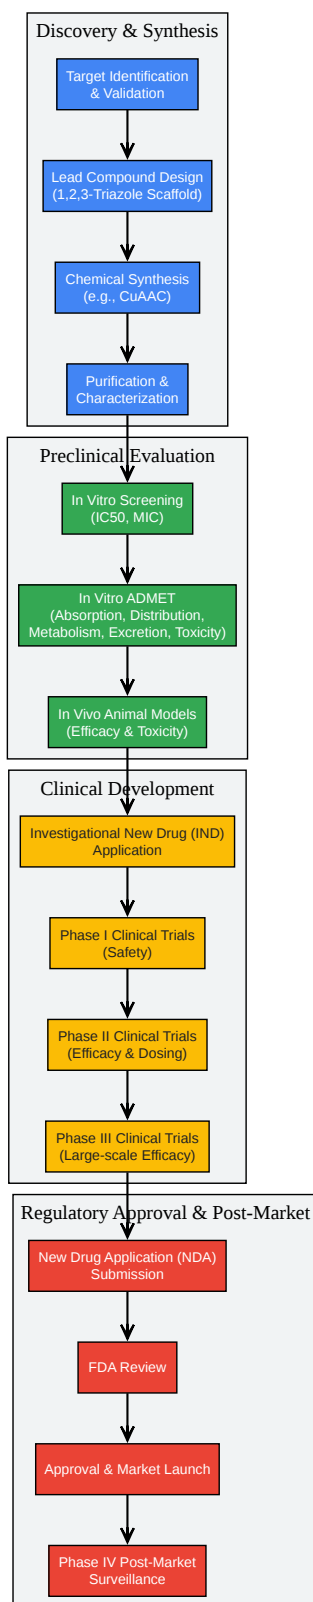 Discovery & Synthesis
Target Identification
& Validation
Lead Compound Design
(1,2,3-Triazole Scaffold)
Chemical Synthesis
(e.g., CuAAC)
Purification &
Characterization
Preclinical Evaluation
In Vitro Screening
(IC50, MIC)
In Vitro ADMET
(Absorption, Distribution,
Metabolism, Excretion, Toxicity)
In Vivo Animal Models
(Efficacy & Toxicity)
Clinical Development
Investigational New Drug (IND)
Application
Phase I Clinical Trials
(Safety)
Phase II Clinical Trials
(Efficacy & Dosing)
Phase III Clinical Trials
(Large-scale Efficacy)
Regulatory Approval & Post-Market
New Drug Application (NDA)
Submission
FDA Review
Approval & Market Launch
Phase IV Post-Market
Surveillance